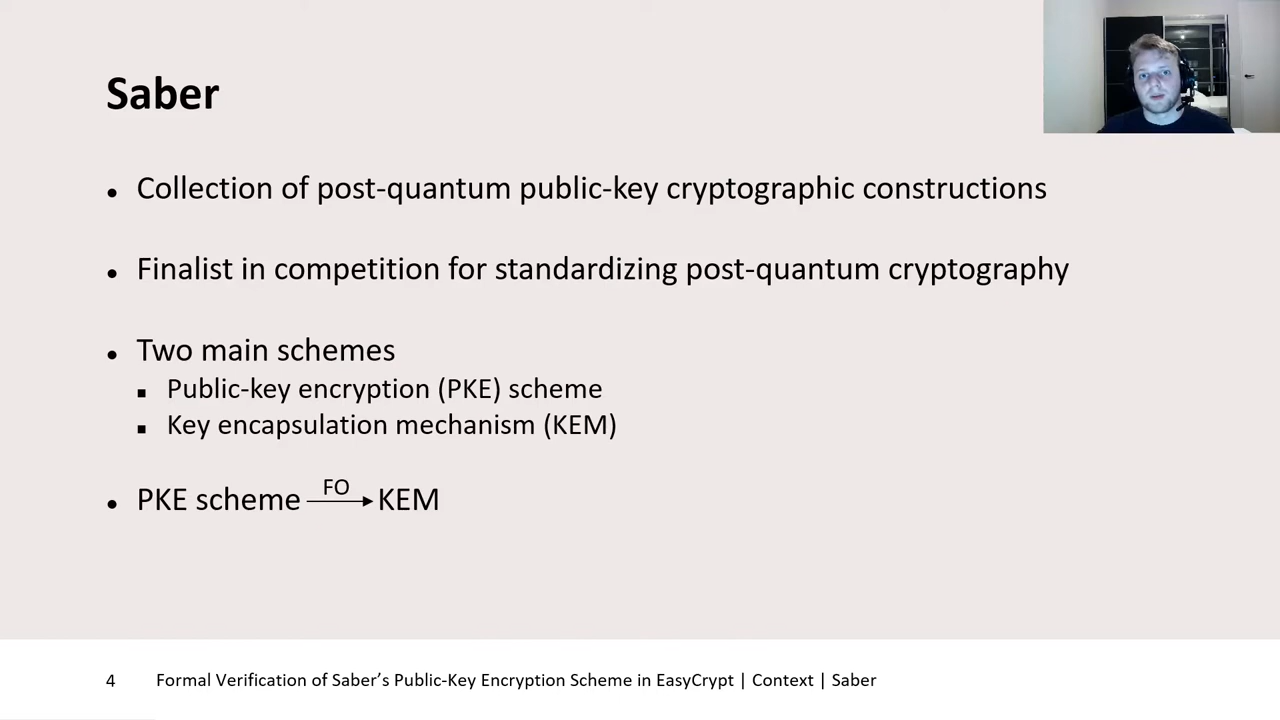 Saber
• Collection of post-quantum public-key cryptographic constructions
• Finalist in competition for standardizing post-quantum cryptography
• Two main schemes
▪ Public-key encryption (PKE) scheme
▪ Key encapsulation mechanism (KEM)
• PKE scheme FO→ KEM
4 Formal Verification of Saber’s Public-Key Encryption Scheme in EasyCrypt | Context | Saber